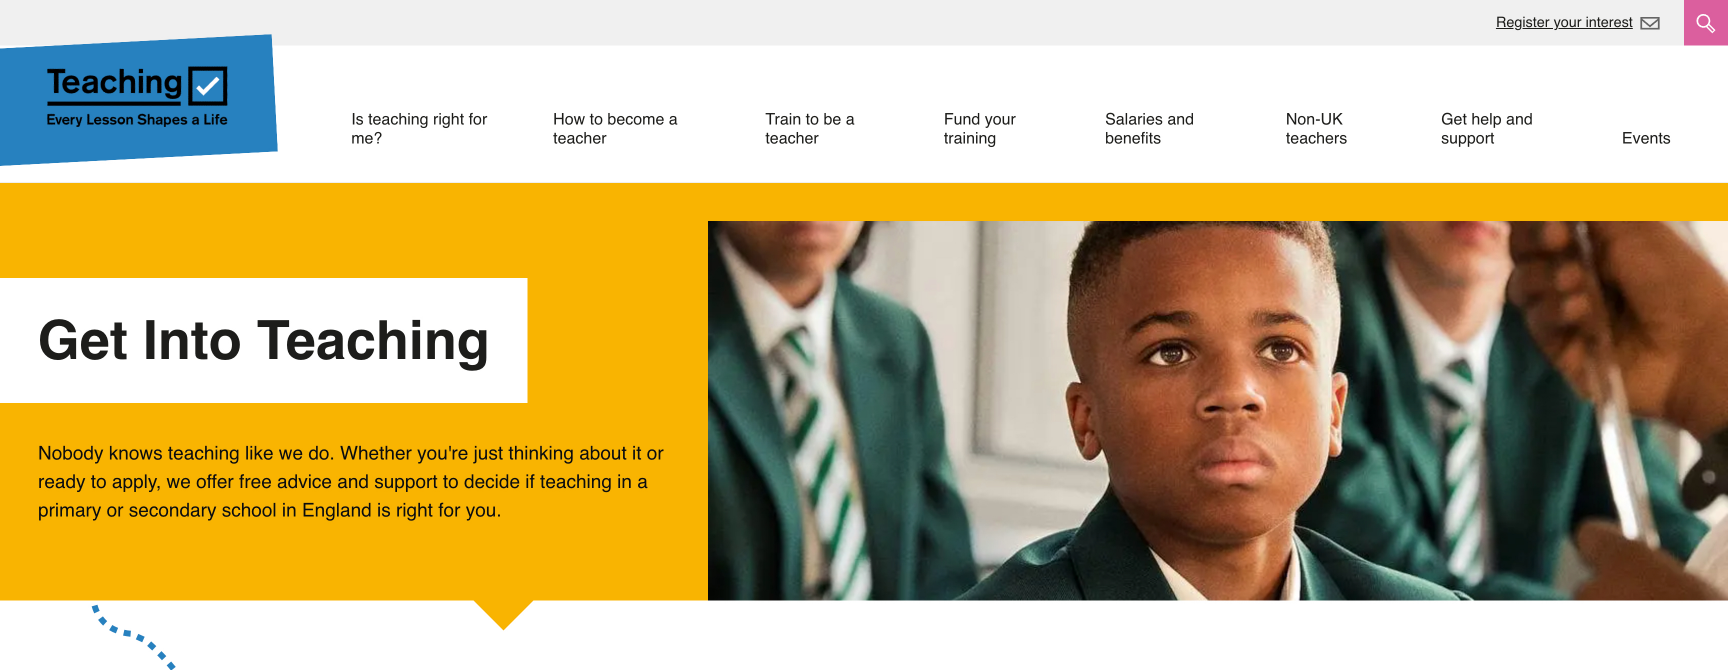 Register your interest
Teaching
Every Lesson Shapes a Life
Is teaching right for
me?
How to become a
teacher
Train to be a
teacher
Fund your
training
Salaries and
benefits
Non-UK
teachers
Get help and
support
Events
Get Into Teaching
Nobody knows teaching like we do. Whether you're just thinking about it or
ready to apply, we offer free advice and support to decide if teaching in a
primary or secondary school in England is right for you.